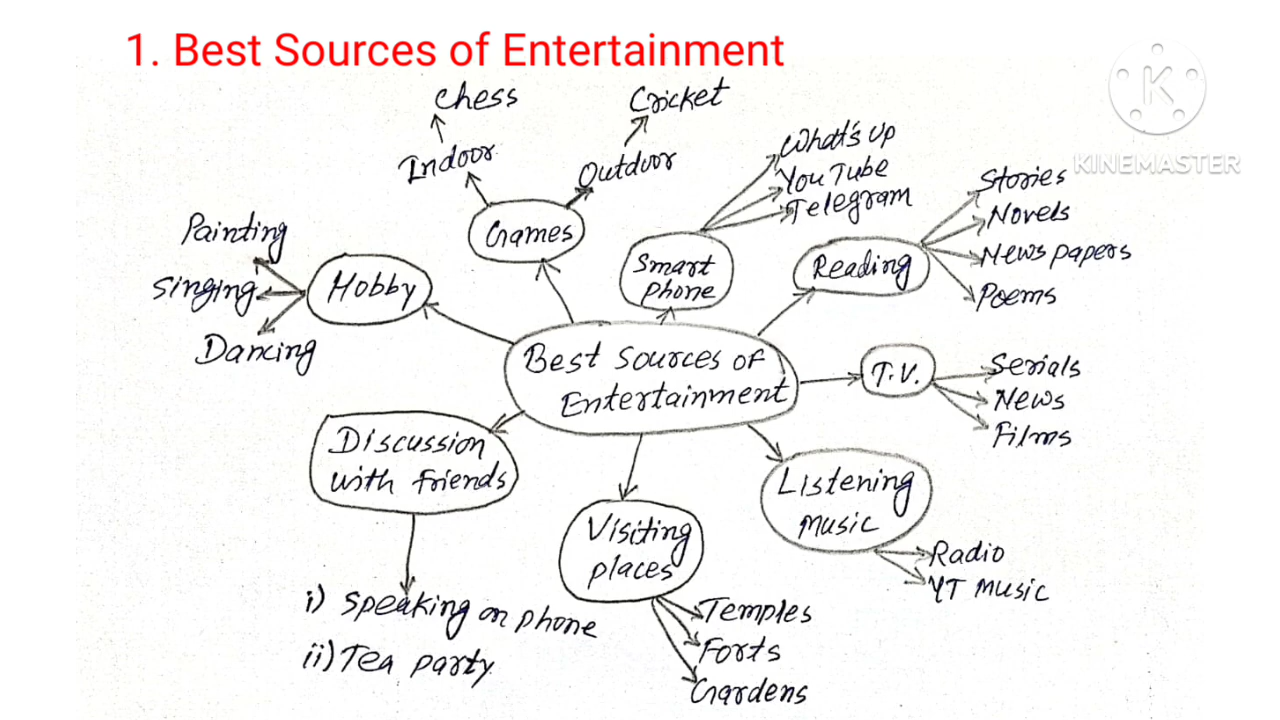 1. Best Sources of Entertainment
K
KINEMASTER
Chess
Indoor
Cricket
Outdoor
Games
What's up
YouTube
Telegram
Smart
phone
Stories
Novels
News papers
Poems
Reading
Painting
Singing
Dancing
Hobby
Best Sources of
Entertainment
T.V.
Serials
News
Films
Discussion
with friends
i) Speaking on phone
ii) Tea party
Visiting
places
Temples
Forts
Gardens
Listening
music
Radio
YT music